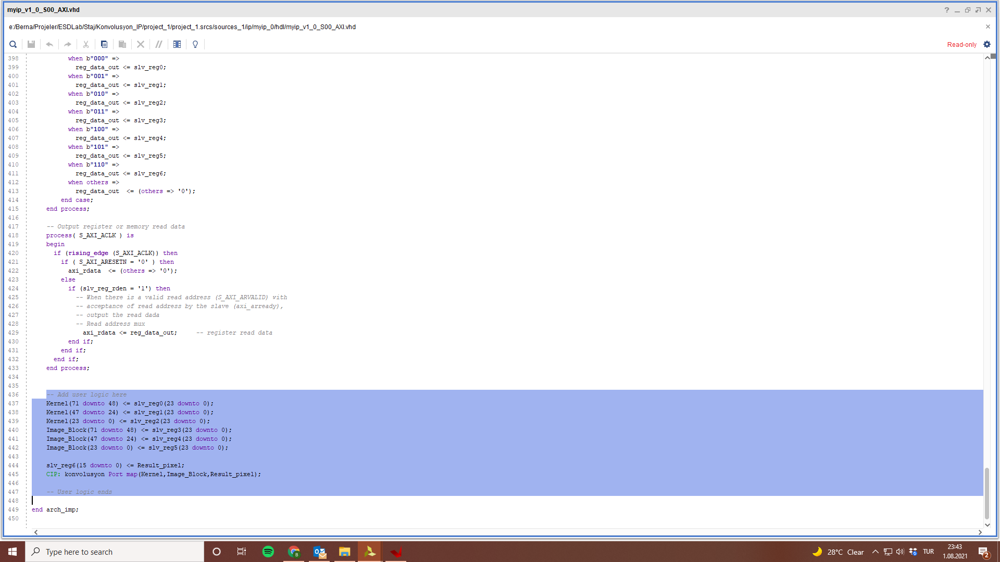 myip_v1_0_S00_AXI.vhd
e:/Berna/Projeler/ESDLab/Staj/Konvolusyon_IP/project_1/project_1.srcs/sources_1/ip/myip_0/hdl/myip_v1_0_S00_AXI.vhd
Read-only
398 when b"000" =>
399 reg_data_out <= slv_reg0;
400 when b"001" =>
401 reg_data_out <= slv_reg1;
402 when b"010" =>
403 reg_data_out <= slv_reg2;
404 when b"011" =>
405 reg_data_out <= slv_reg3;
406 when b"100" =>
407 reg_data_out <= slv_reg4;
408 when b"101" =>
409 reg_data_out <= slv_reg5;
410 when b"110" =>
411 reg_data_out <= slv_reg6;
412 when others =>
413 reg_data_out  <= (others => '0');
414 end case;
415 end process;
416
417 -- Output register or memory read data
418 process( S_AXI_ACLK ) is
419 begin
420 if (rising_edge (S_AXI_ACLK)) then
421 if ( S_AXI_ARESETN = '0' ) then
422 axi_rdata  <= (others => '0');
423 else
424 if (slv_reg_rden = '1') then
425 -- When there is a valid read address (S_AXI_ARVALID) with
426 -- acceptance of read address by the slave (axi_arready),
427 -- output the read dada
428 -- Read address mux
429 axi_rdata <= reg_data_out;     -- register read data
430 end if;
431 end if;
432 end if;
433 end process;
434
435
436 -- Add user logic here
437 Kernel(71 downto 48) <= slv_reg0(23 downto 0);
438 Kernel(47 downto 24) <= slv_reg1(23 downto 0);
439 Kernel(23 downto 0) <= slv_reg2(23 downto 0);
440 Image_Block(71 downto 48) <= slv_reg3(23 downto 0);
441 Image_Block(47 downto 24) <= slv_reg4(23 downto 0);
442 Image_Block(23 downto 0) <= slv_reg5(23 downto 0);
443
444 slv_reg6(15 downto 0) <= Result_pixel;
445 CIP: konvolusyon Port map(Kernel,Image_Block,Result_pixel);
446
447 -- User logic ends
448
449 end arch_imp;
450
Type here to search
B
28°C Clear
TUR
23:43
1.08.2021
2